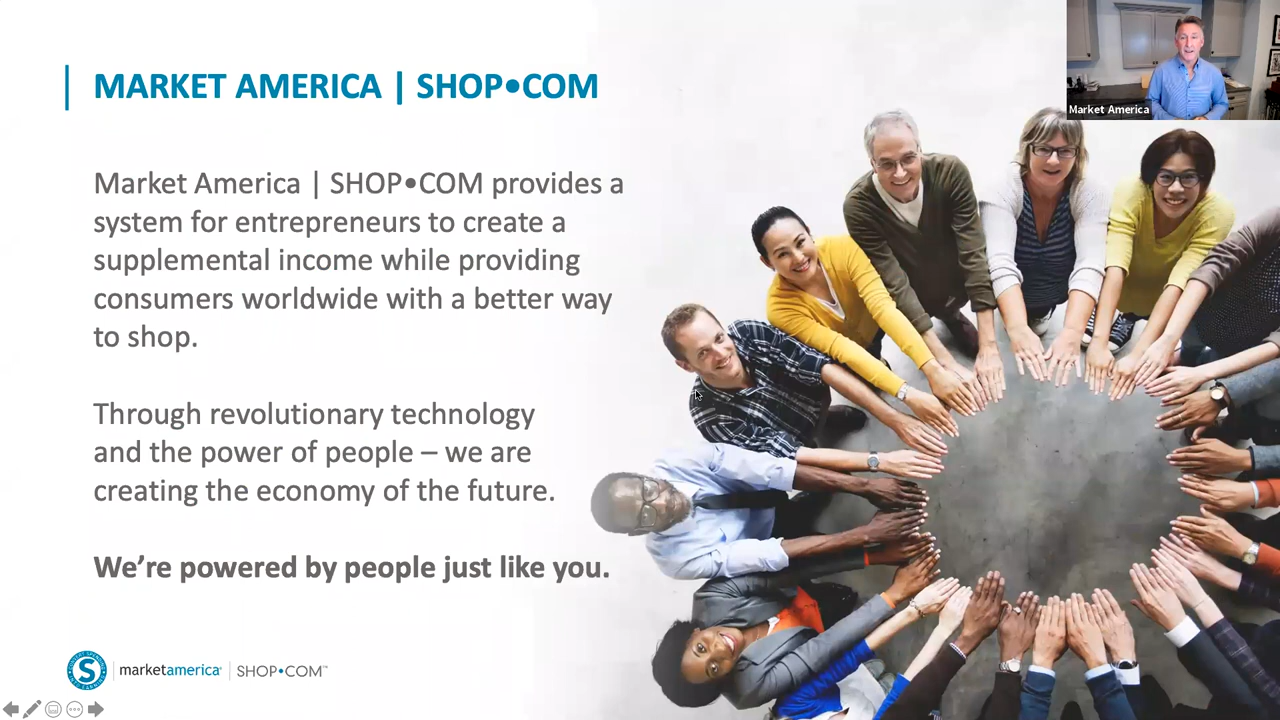 MARKET AMERICA | SHOP•COM
Market America
Market America | SHOP•COM provides a
system for entrepreneurs to create a
supplemental income while providing
consumers worldwide with a better way
to shop.
Through revolutionary technology
and the power of people – we are
creating the economy of the future.
We’re powered by people just like you.
S
marketamerica® | SHOP•COM™